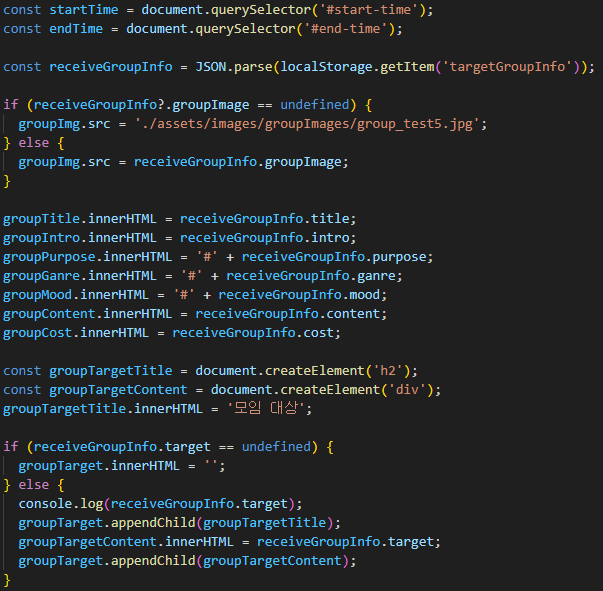 const startTime = document.querySelector('#start-time');
const endTime = document.querySelector('#end-time');
const receiveGroupInfo = JSON.parse(localStorage.getItem('targetGroupInfo'));
if (receiveGroupInfo?.groupImage == undefined) {
groupImg.src = './assets/images/groupImages/group_test5.jpg';
} else {
groupImg.src = receiveGroupInfo.groupImage;
}
groupTitle.innerHTML = receiveGroupInfo.title;
groupIntro.innerHTML = receiveGroupInfo.intro;
groupPurpose.innerHTML = '#' + receiveGroupInfo.purpose;
groupGanre.innerHTML = '#' + receiveGroupInfo.ganre;
groupMood.innerHTML = '#' + receiveGroupInfo.mood;
groupContent.innerHTML = receiveGroupInfo.content;
groupCost.innerHTML = receiveGroupInfo.cost;
const groupTargetTitle = document.createElement('h2');
const groupTargetContent = document.createElement('div');
groupTargetTitle.innerHTML = '모임 대상';
if (receiveGroupInfo.target == undefined) {
groupTarget.innerHTML = '';
} else {
console.log(receiveGroupInfo.target);
groupTarget.appendChild(groupTargetTitle);
groupTargetContent.innerHTML = receiveGroupInfo.target;
groupTarget.appendChild(groupTargetContent);
}